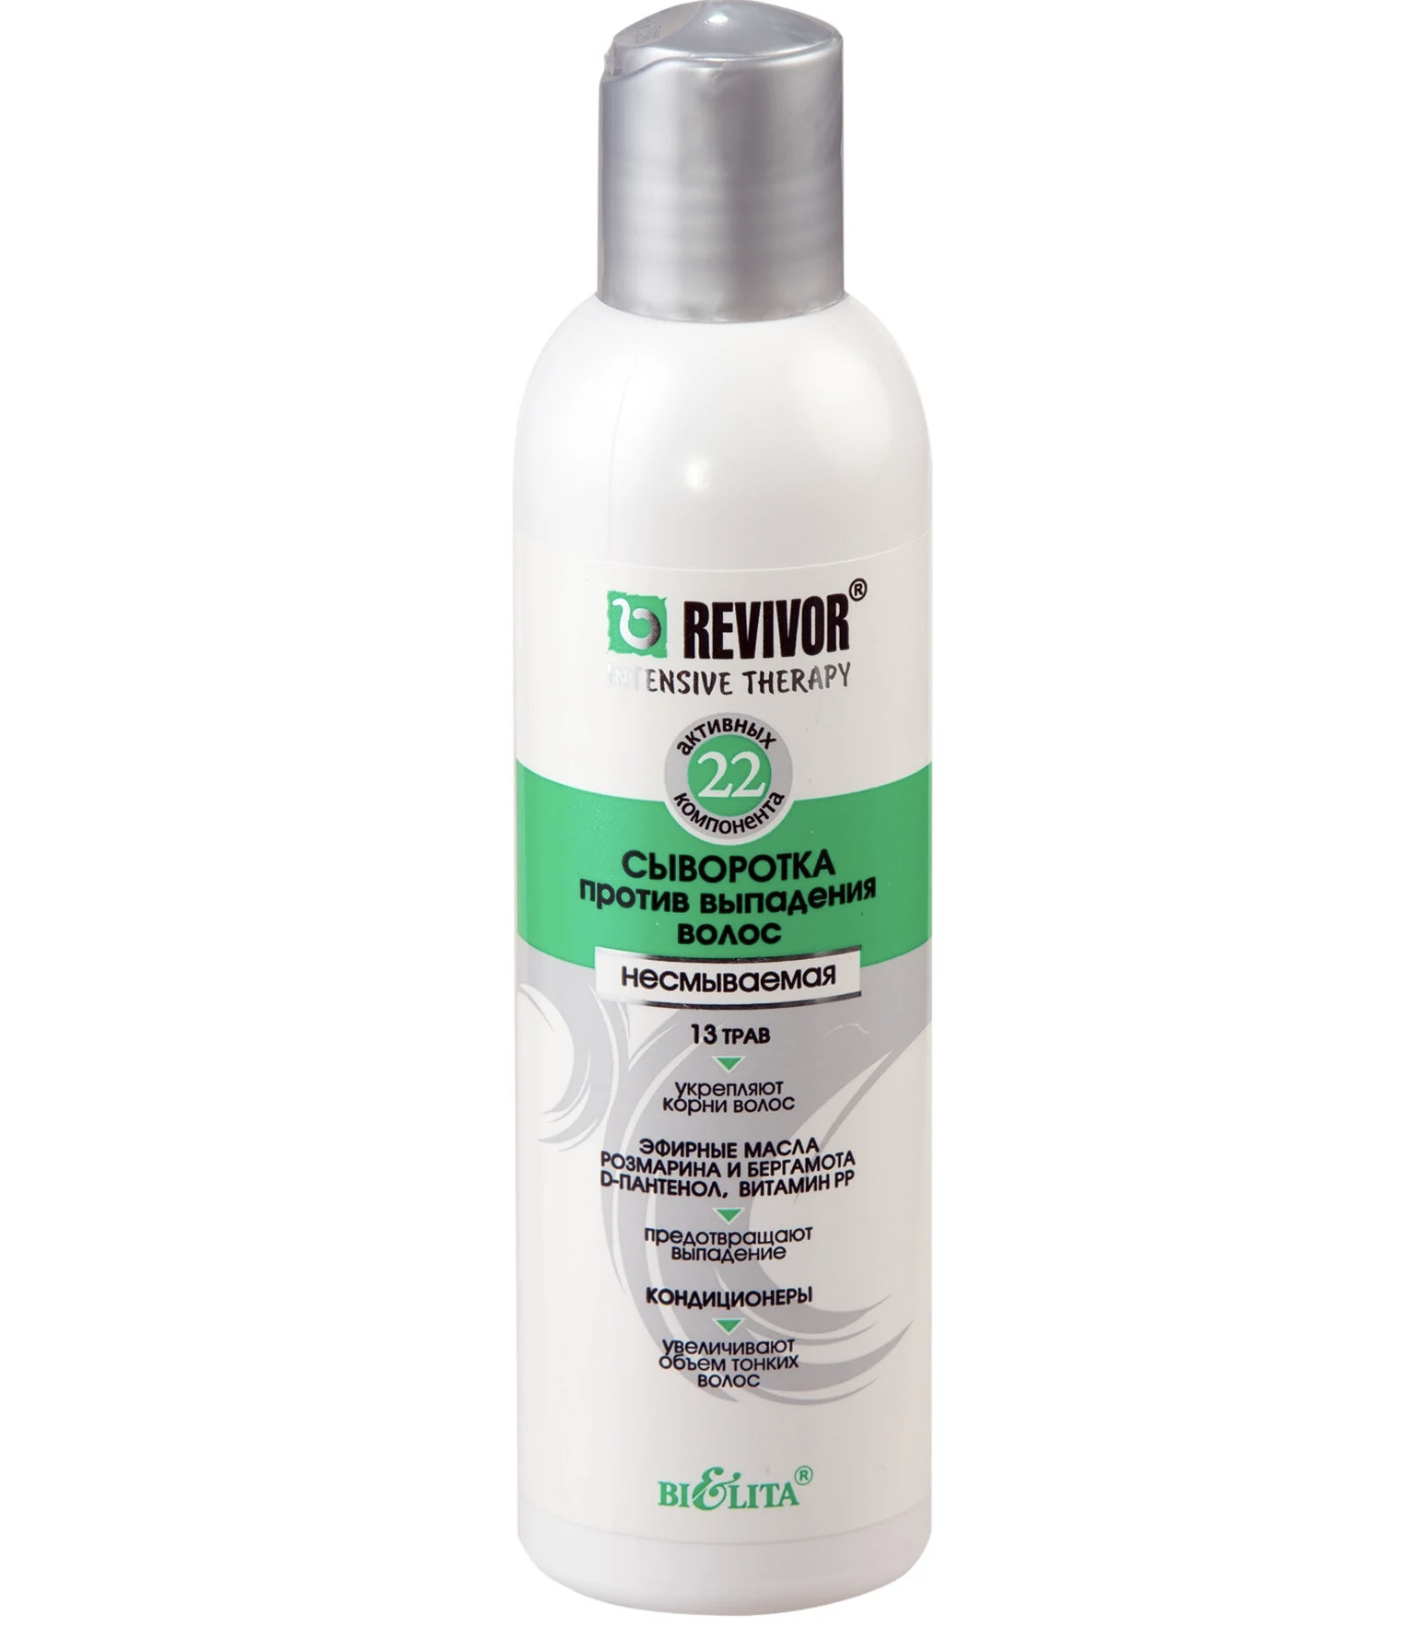 REVIVOR®
INTENSIVE THERAPY
активных
22
компонента
СЫВОРОТКА
против выпадения
волос
несмываемая
13 ТРАВ
укрепляют
корни волос
ЭФИРНЫЕ МАСЛА
РОЗМАРИНА И БЕРГАМОТА
D-ПАНТЕНОЛ, ВИТАМИН PP
предотвращают
выпадение
КОНДИЦИОНЕРЫ
увеличивают
объем тонких
волос
BIELITA®